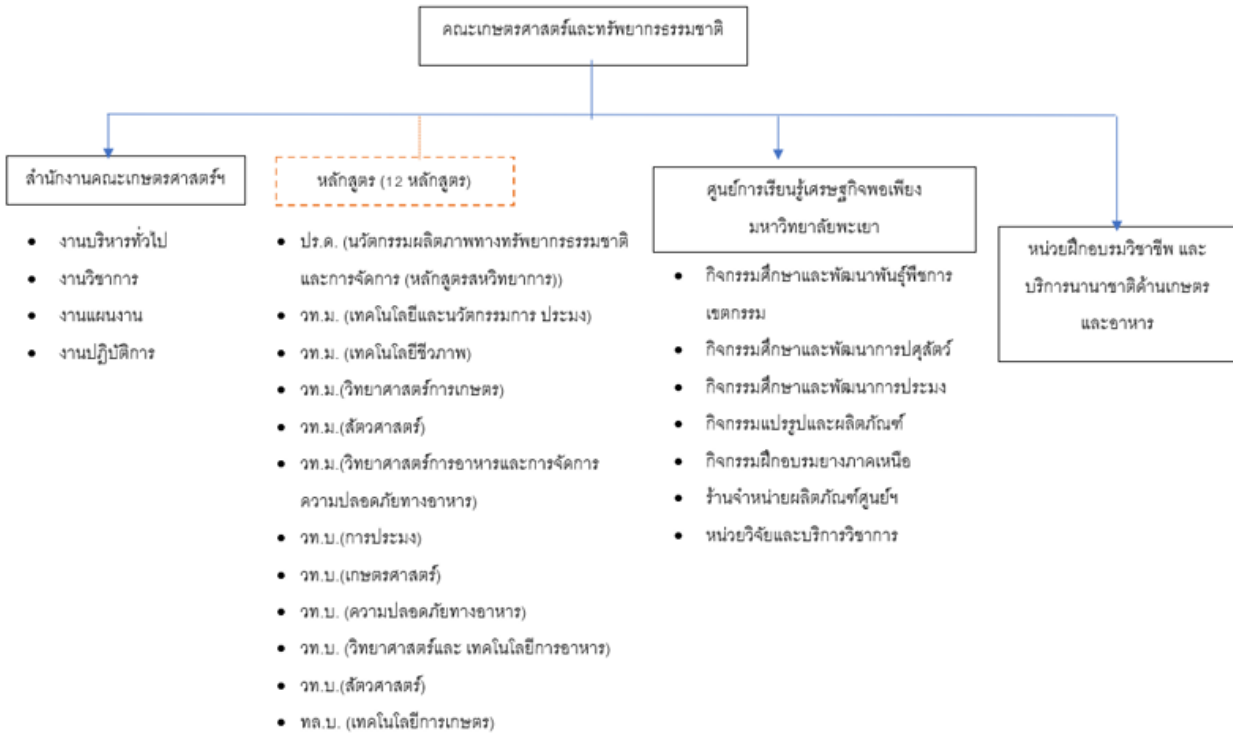 คณะเกษตรศาสตร์และทรัพยากรธรรมชาติ
สำนักงานคณะเกษตรศาสตร์ฯ
• งานบริหารทั่วไป
• งานวิชาการ
• งานแผนงาน
• งานปฏิบัติการ
หลักสูตร (12 หลักสูตร)
• ปร.ด. (นวัตกรรมผลิตภาพทางทรัพยากรธรรมชาติ
และการจัดการ (หลักสูตรสหวิทยาการ))
• วท.ม. (เทคโนโลยีและนวัตกรรมการ ประมง)
• วท.ม. (เทคโนโลยีชีวภาพ)
• วท.ม.(วิทยาศาสตร์การเกษตร)
• วท.ม.(สัตวศาสตร์)
• วท.ม.(วิทยาศาสตร์การอาหารและการจัดการ
ความปลอดภัยทางอาหาร)
• วท.บ.(การประมง)
• วท.บ.(เกษตรศาสตร์)
• วท.บ. (ความปลอดภัยทางอาหาร)
• วท.บ. (วิทยาศาสตร์และ เทคโนโลยีการอาหาร)
• วท.บ.(สัตวศาสตร์)
• ทล.บ. (เทคโนโลยีการเกษตร)
ศูนย์การเรียนรู้เศรษฐกิจพอเพียง
มหาวิทยาลัยพะเยา
• กิจกรรมศึกษาและพัฒนาพันธุ์พืชการ
เขตกรรม
• กิจกรรมศึกษาและพัฒนาการปศุสัตว์
• กิจกรรมศึกษาและพัฒนาการประมง
• กิจกรรมแปรรูปและผลิตภัณฑ์
• กิจกรรมฝึกอบรมยางภาคเหนือ
• ร้านจำหน่ายผลิตภัณฑ์ศูนย์ฯ
• หน่วยวิจัยและบริการวิชาการ
หน่วยฝึกอบรมวิชาชีพ และ
บริการนานาชาติด้านเกษตร
และอาหาร